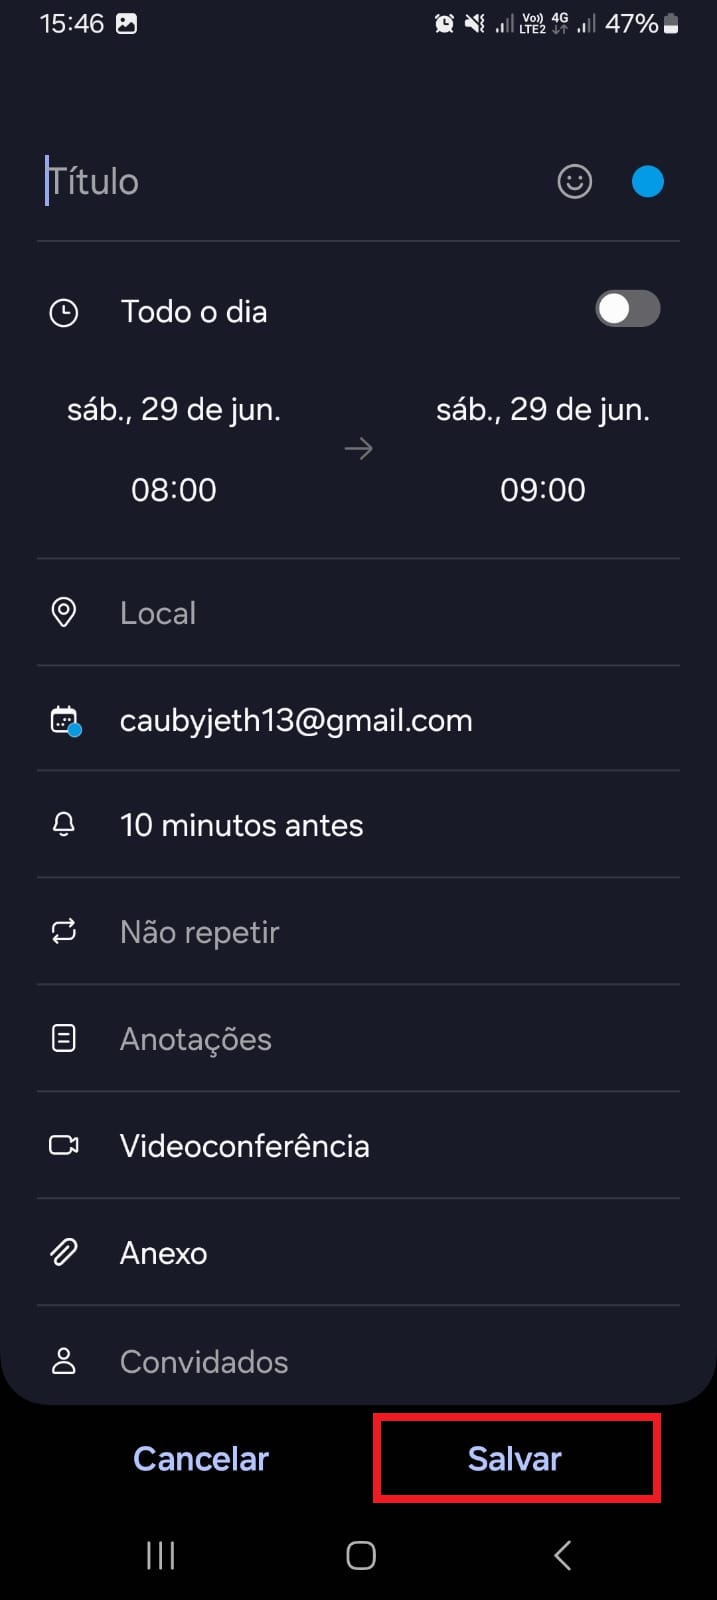 15:46 Vo)) LTE2 4G 47%
Título
Todo o dia
sáb., 29 de jun. sáb., 29 de jun.
08:00 09:00
Local
caubyjeth13@gmail.com
10 minutos antes
Não repetir
Anotações
Videoconferência
Anexo
Convidados
Cancelar Salvar